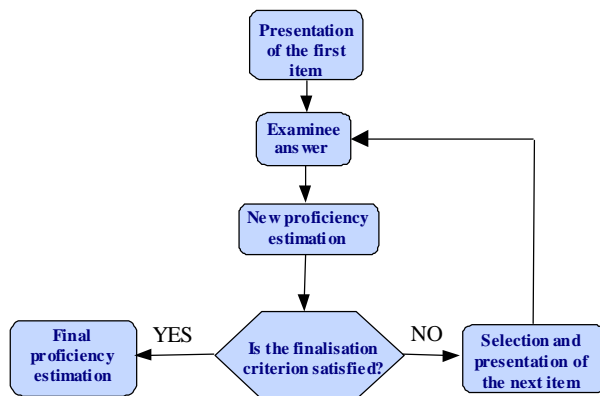 Presentation
of the first
item
Examinee
answer
New proficiency
estimation
Is the finalisation
criterion satisfied?
YES
Final
proficiency
estimation
NO
Selection and
presentation of
the next item